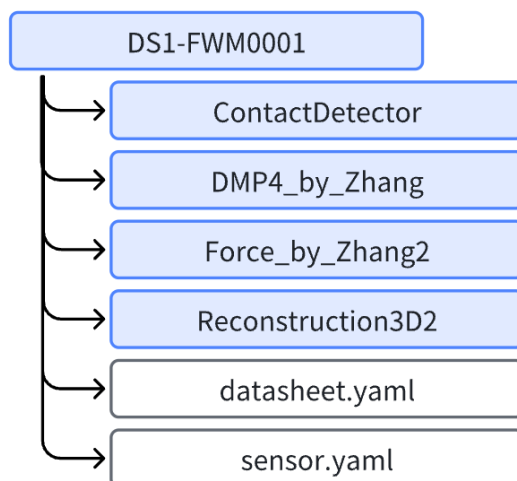 DS1-FWM0001
ContactDetector
DMP4_by_Zhang
Force_by_Zhang2
Reconstruction3D2
datasheet.yaml
sensor.yaml